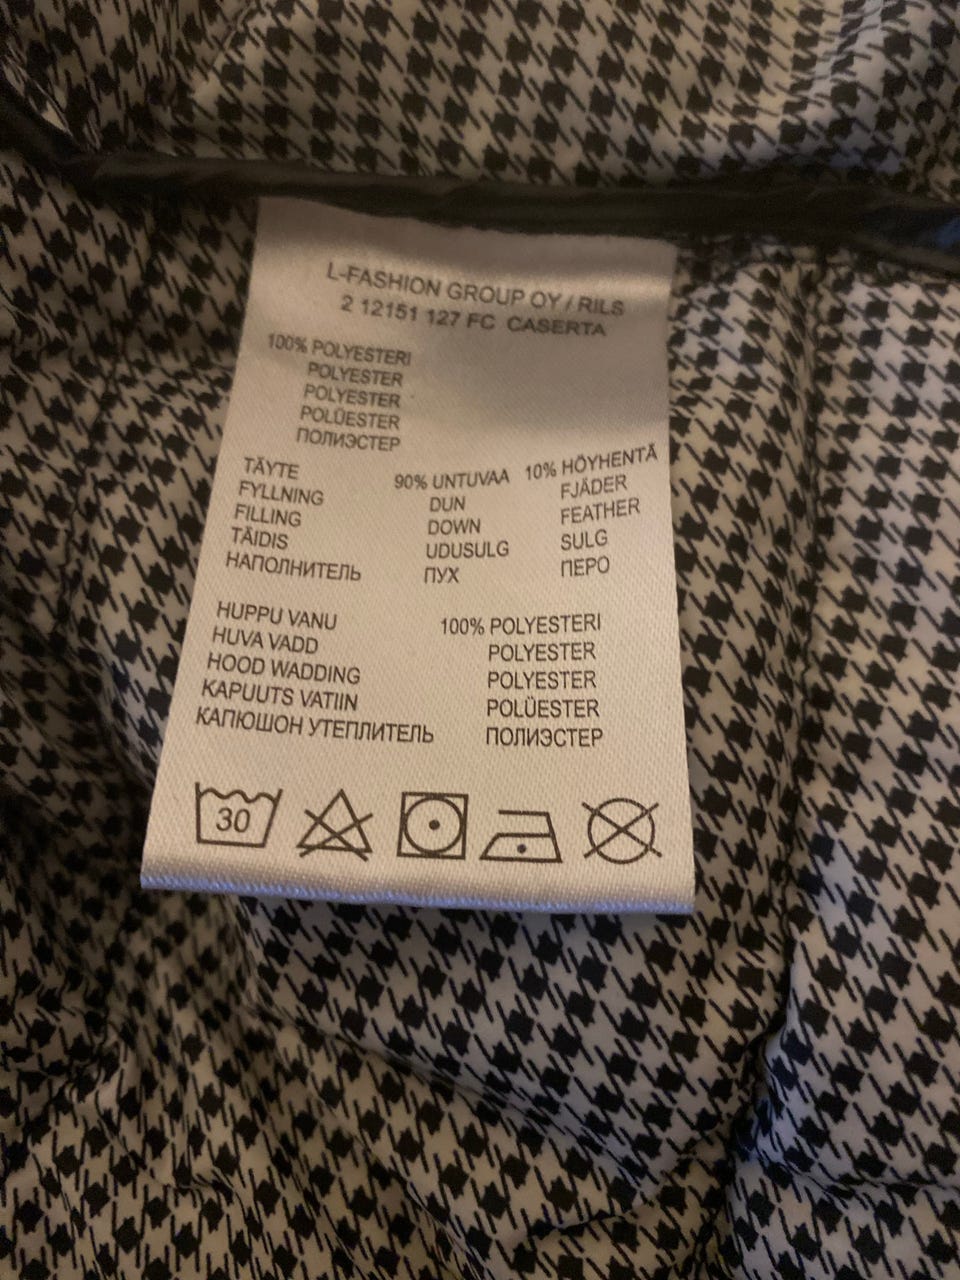 L-FASHION GROUP OY / RILS
2 12151 127 FC CASERTA
100% POLYESTERI
POLYESTER
POLYESTER
POLÜESTER
ПОЛИЭСТЕР
TÄYTE 90% UNTUVAA 10% HÖYHENTÄ
FYLLNING DUN FJÄDER
FILLING DOWN FEATHER
TÄIDIS UDUSULG SULG
НАПОЛНИТЕЛЬ ПУХ ПЕРО
HUPPU VANU 100% POLYESTERI
HUVA VADD POLYESTER
HOOD WADDING POLYESTER
KAPUUTS VATIIN POLÜESTER
КАПЮШОН УТЕПЛИТЕЛЬ ПОЛИЭСТЕР
30